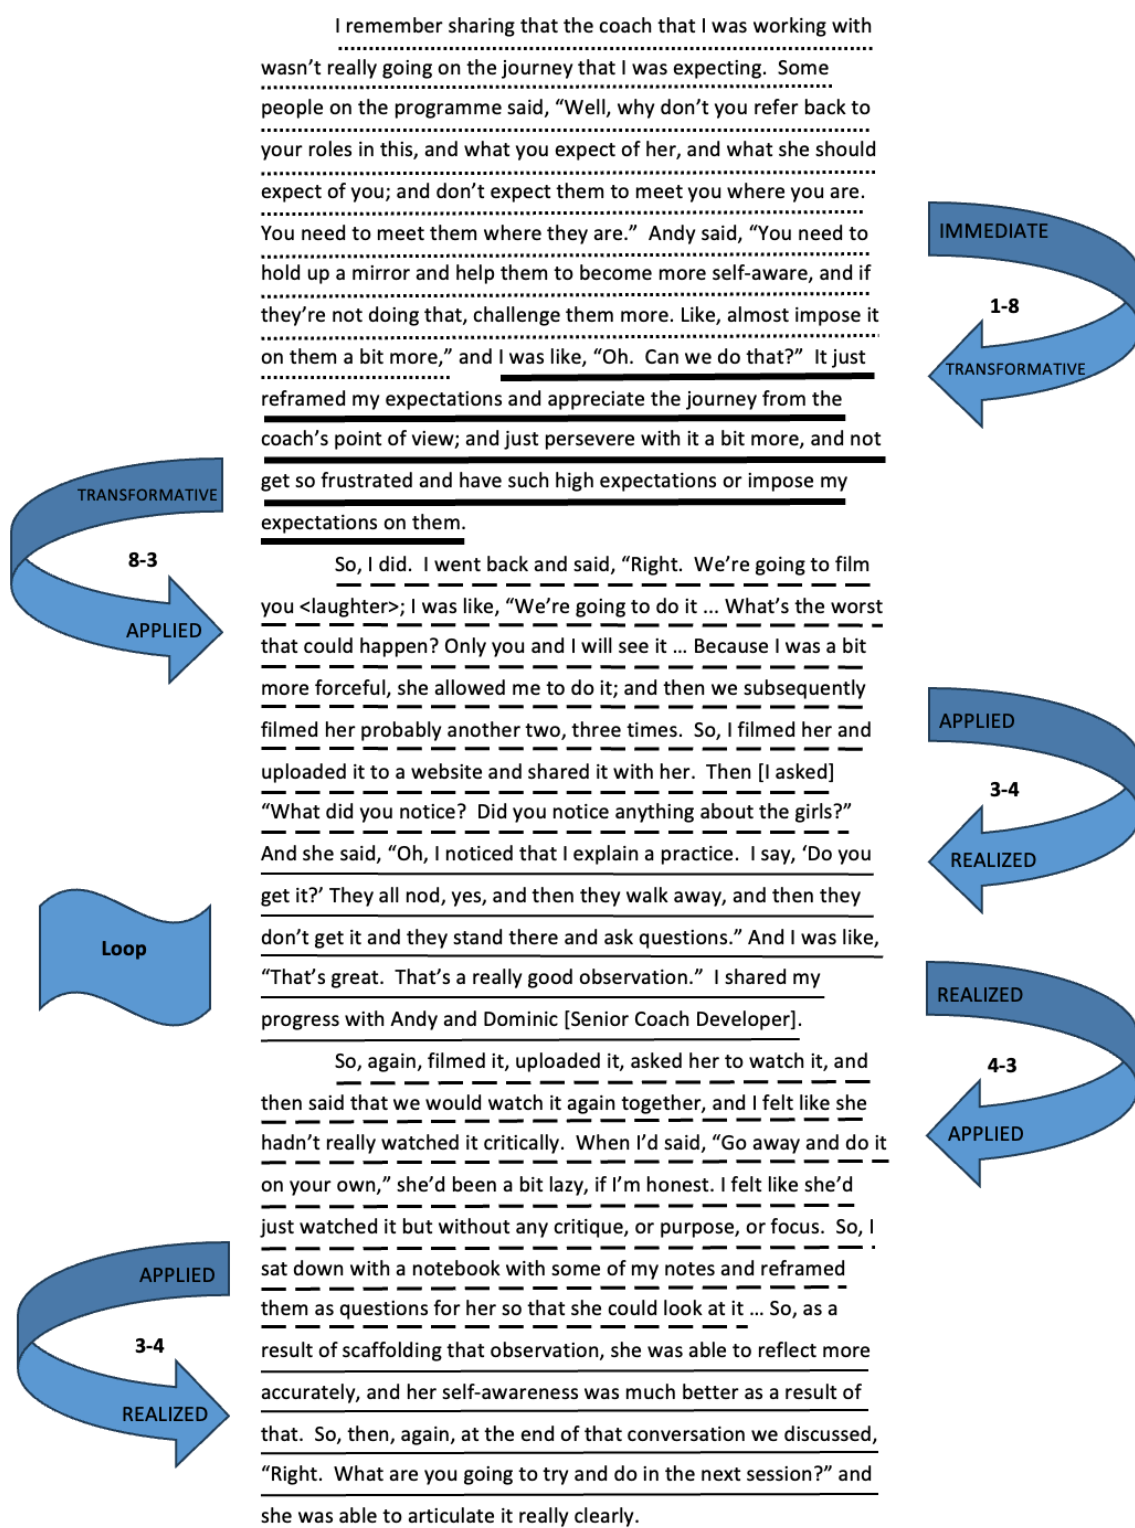 I remember sharing that the coach that I was working with
wasn't really going on the journey that I was expecting.  Some
people on the programme said, “Well, why don't you refer back to
your roles in this, and what you expect of her, and what she should
expect of you; and don't expect them to meet you where you are.
You need to meet them where they are.”  Andy said, “You need to
hold up a mirror and help them to become more self-aware, and if
they're not doing that, challenge them more. Like, almost impose it
on them a bit more,” and I was like, “Oh.  Can we do that?”  It just
reframed my expectations and appreciate the journey from the
coach's point of view; and just persevere with it a bit more, and not
get so frustrated and have such high expectations or impose my
expectations on them.
IMMEDIATE
1-8
TRANSFORMATIVE
TRANSFORMATIVE
8-3
APPLIED
So, I did.  I went back and said, “Right.  We're going to film
you <laughter>; I was like, “We're going to do it ... What's the worst
that could happen? Only you and I will see it ... Because I was a bit
more forceful, she allowed me to do it; and then we subsequently
filmed her probably another two, three times.  So, I filmed her and
uploaded it to a website and shared it with her.  Then [I asked]
“What did you notice?  Did you notice anything about the girls?”
And she said, “Oh, I noticed that I explain a practice.  I say, ‘Do you
get it?’ They all nod, yes, and then they walk away, and then they
don't get it and they stand there and ask questions.” And I was like,
“That's great.  That's a really good observation.”  I shared my
progress with Andy and Dominic [Senior Coach Developer].
APPLIED
3-4
REALIZED
Loop
REALIZED
4-3
APPLIED
So, again, filmed it, uploaded it, asked her to watch it, and
then said that we would watch it again together, and I felt like she
hadn't really watched it critically.  When I'd said, “Go away and do it
on your own,” she'd been a bit lazy, if I'm honest. I felt like she'd
just watched it but without any critique, or purpose, or focus.  So, I
sat down with a notebook with some of my notes and reframed
them as questions for her so that she could look at it ... So, as a
result of scaffolding that observation, she was able to reflect more
accurately, and her self-awareness was much better as a result of
that.  So, then, again, at the end of that conversation we discussed,
“Right.  What are you going to try and do in the next session?” and
she was able to articulate it really clearly.
APPLIED
3-4
REALIZED